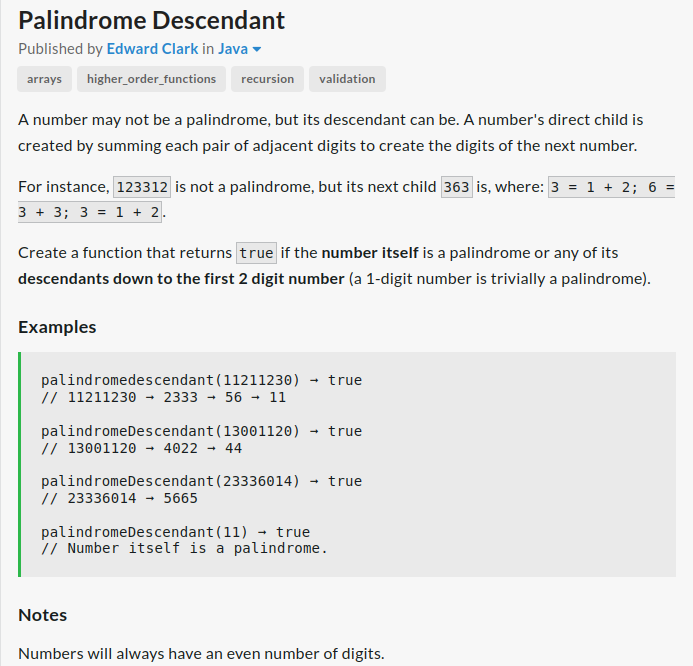 Palindrome Descendant
Published by Edward Clark in Java
arrays higher_order_functions recursion validation
A number may not be a palindrome, but its descendant can be. A number's direct child is
created by summing each pair of adjacent digits to create the digits of the next number.
For instance, 123312 is not a palindrome, but its next child 363 is, where: 3 = 1 + 2; 6 =
3 + 3; 3 = 1 + 2.
Create a function that returns true if the number itself is a palindrome or any of its
descendants down to the first 2 digit number (a 1-digit number is trivially a palindrome).
Examples
palindromedescendant(11211230) → true
// 11211230 → 2333 → 56 → 11
palindromeDescendant(13001120) → true
// 13001120 → 4022 → 44
palindromeDescendant(23336014) → true
// 23336014 → 5665
palindromeDescendant(11) → true
// Number itself is a palindrome.
Notes
Numbers will always have an even number of digits.